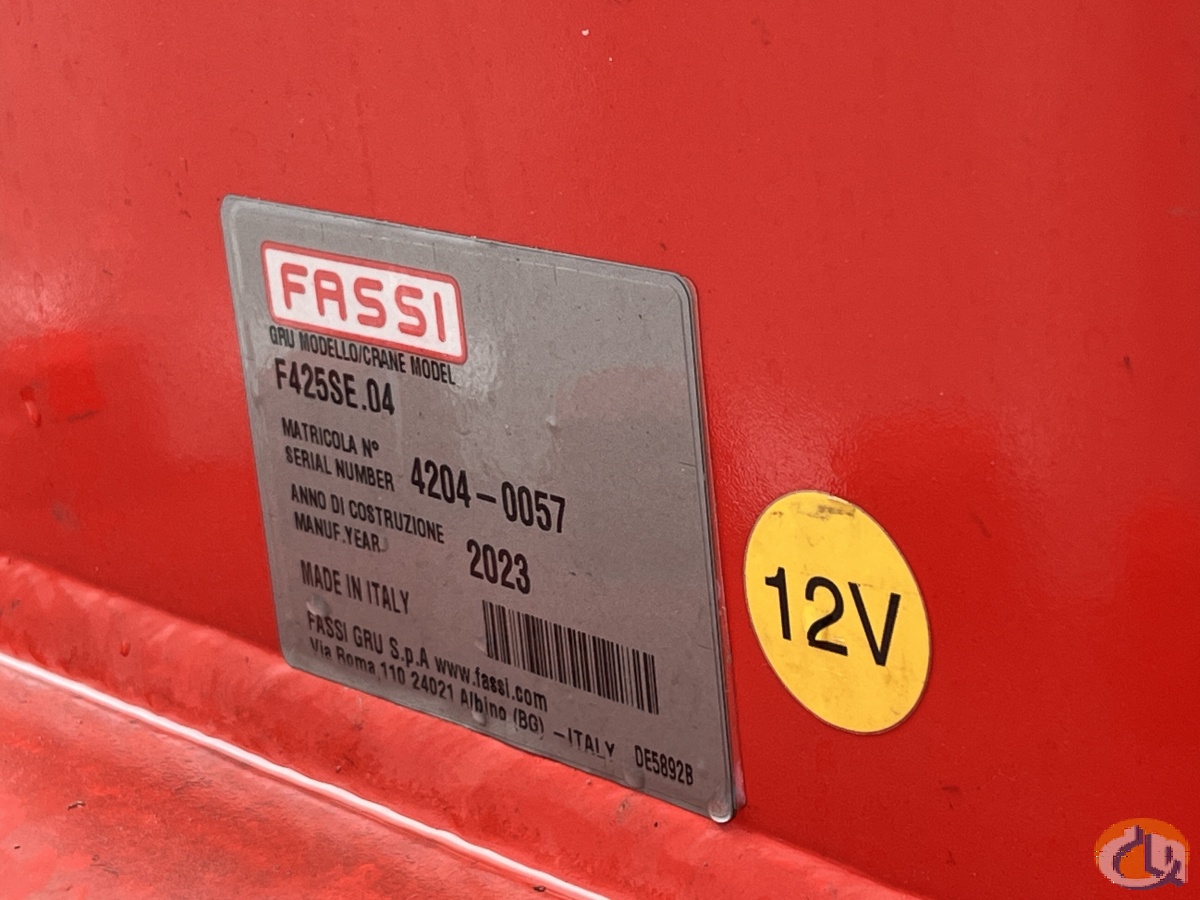 FASSI
GRU MODELLO/CRANE MODEL
F425SE.04
MATRICOLA Nº
SERIAL NUMBER 4204-0057
ANNO DI COSTRUZIONE
MANUF.YEAR 2023
MADE IN ITALY
FASSI GRU S.p.A www.fassi.com
Via Roma,110 24021 Albino (BG) -ITALY DE5892B
12V